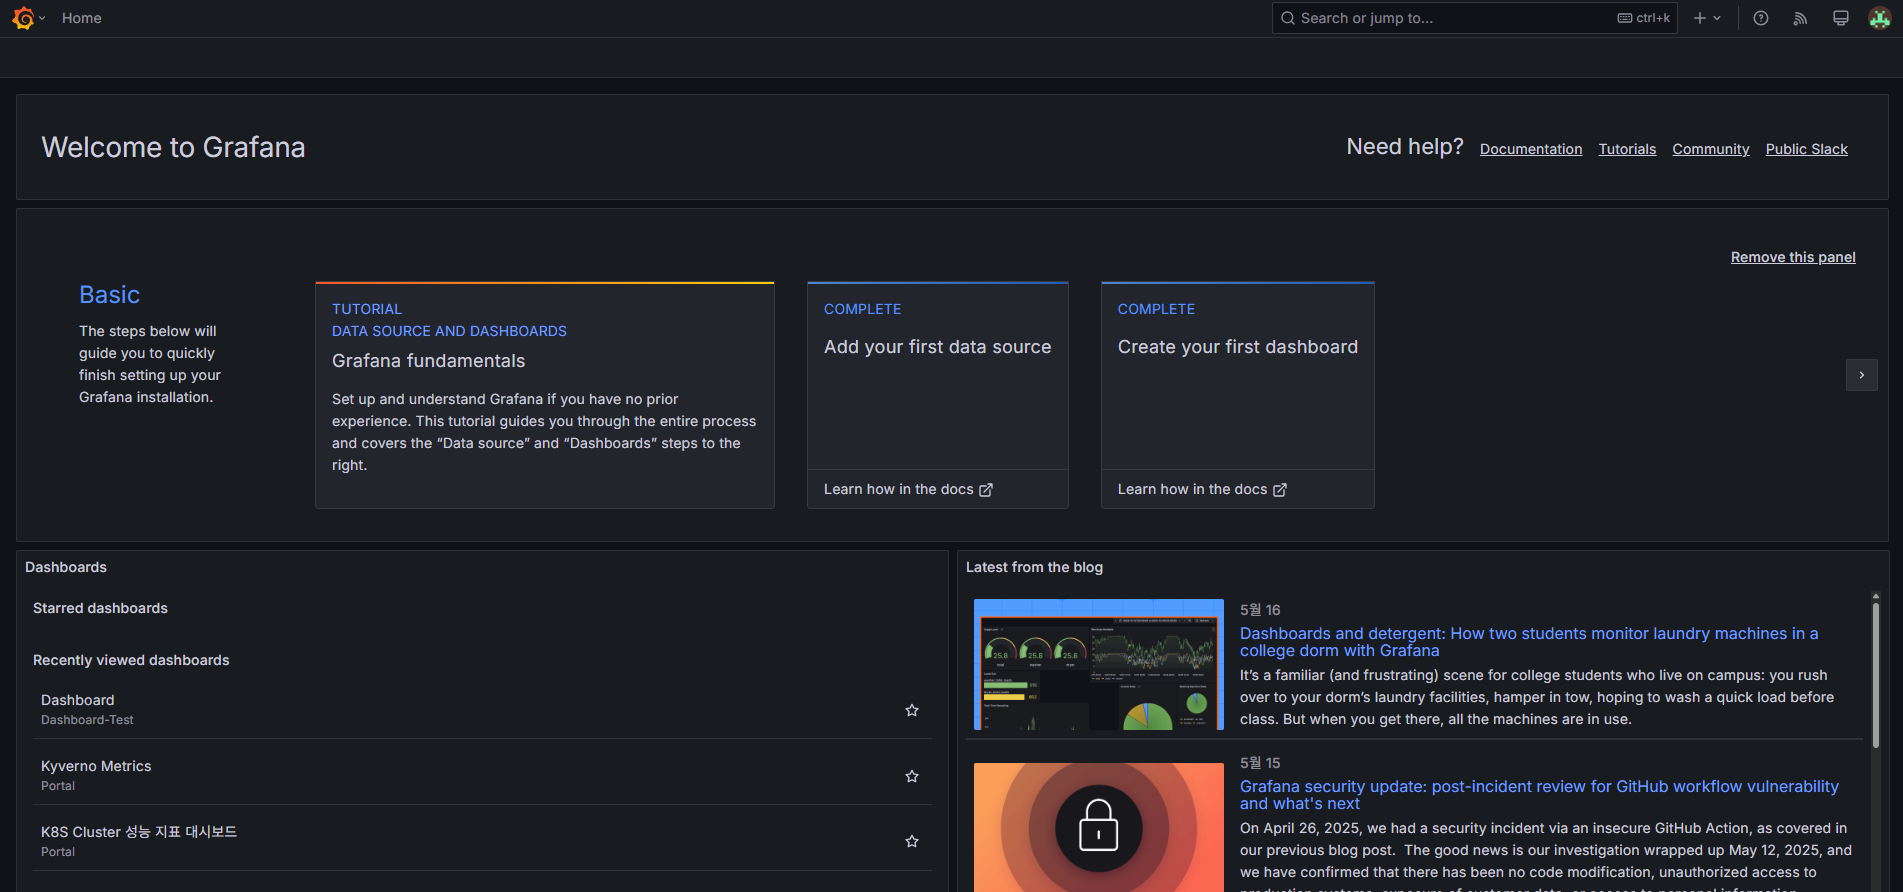 Home
Search or jump to...
ctrl+k
Welcome to Grafana
Need help?
Documentation
Tutorials
Community
Public Slack
Remove this panel
Basic
The steps below will
guide you to quickly
finish setting up your
Grafana installation.
TUTORIAL
DATA SOURCE AND DASHBOARDS
Grafana fundamentals
Set up and understand Grafana if you have no prior
experience. This tutorial guides you through the entire process
and covers the “Data source” and “Dashboards” steps to the
right.
COMPLETE
Add your first data source
Learn how in the docs
COMPLETE
Create your first dashboard
Learn how in the docs
Dashboards
Starred dashboards
Recently viewed dashboards
Dashboard
Dashboard-Test
Kyverno Metrics
Portal
K8S Cluster 성능 지표 대시보드
Portal
Latest from the blog
5월 16
Dashboards and detergent: How two students monitor laundry machines in a
college dorm with Grafana
It’s a familiar (and frustrating) scene for college students who live on campus: you rush
over to your dorm’s laundry facilities, hamper in tow, hoping to wash a quick load before
class. But when you get there, all the machines are in use.
5월 15
Grafana security update: post-incident review for GitHub workflow vulnerability
and what's next
On April 26, 2025, we had a security incident via an insecure GitHub Action, as covered in
our previous blog post.  The good news is our investigation wrapped up May 12, 2025, and
we have confirmed that there has been no code modification, unauthorized access to